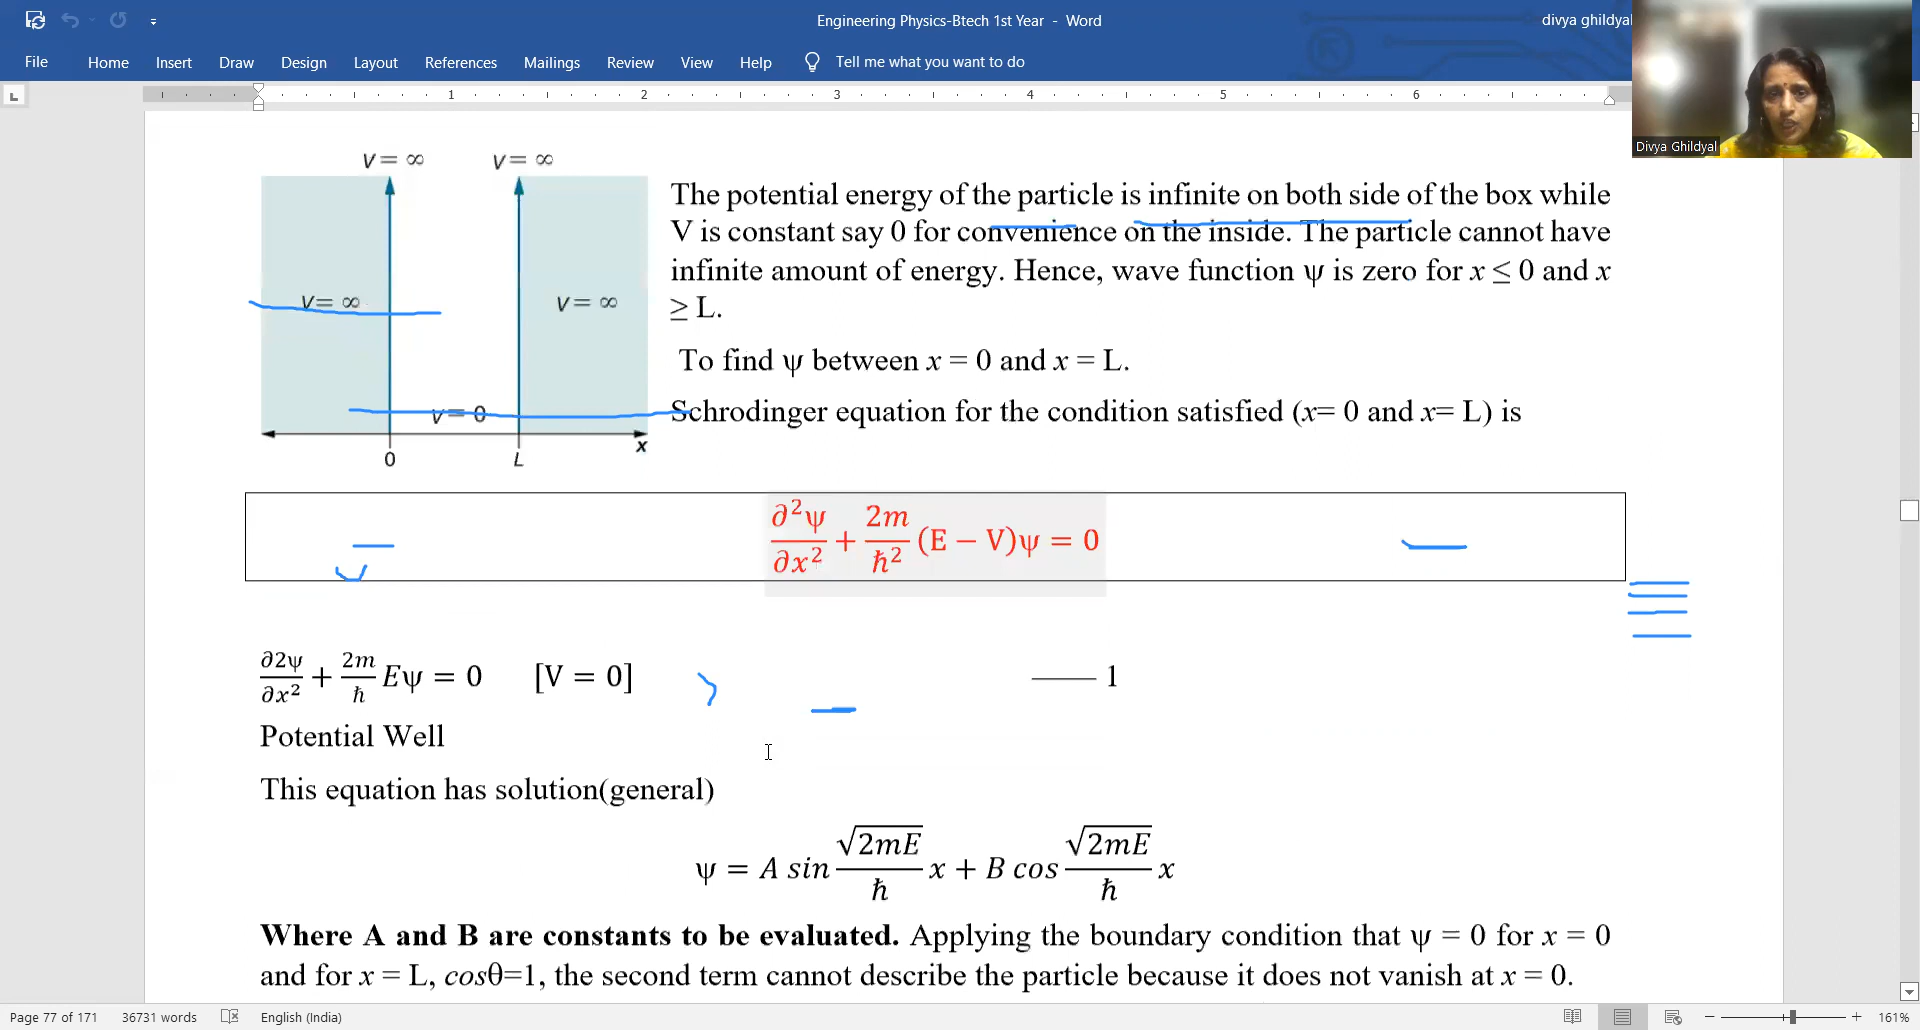 Engineering Physics-Btech 1st Year - Word
divya ghildyal
File Home Insert Draw Design Layout References Mailings Review View Help Tell me what you want to do
1 2 3 4 5 6
Divya Ghildyal
V = ∞ V = ∞
V = ∞ V = ∞
V = 0
0 L x
The potential energy of the particle is infinite on both side of the box while
V is constant say 0 for convenience on the inside. The particle cannot have
infinite amount of energy. Hence, wave function ψ is zero for x ≤ 0 and x
≥ L.
To find ψ between x = 0 and x = L.
Schrodinger equation for the condition satisfied (x= 0 and x= L) is
∂²ψ/∂x² + 2m/ℏ² (E − V)ψ = 0
∂2ψ/∂x² + 2m/ℏ Eψ = 0 [V = 0] —— 1
Potential Well
This equation has solution(general)
ψ = A sin √2mE/ℏ x + B cos √2mE/ℏ x
Where A and B are constants to be evaluated. Applying the boundary condition that ψ = 0 for x = 0
and for x = L, cosθ=1, the second term cannot describe the particle because it does not vanish at x = 0.
Page 77 of 171 36731 words English (India) 161%